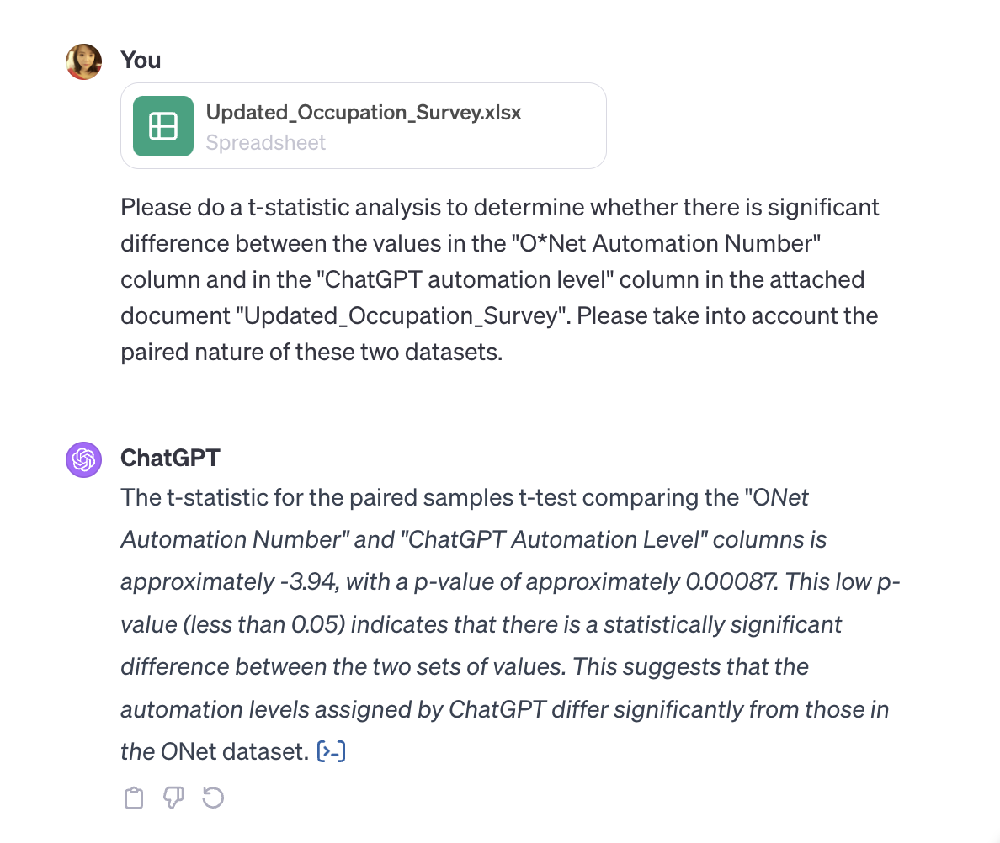 You
Updated_Occupation_Survey.xlsx
Spreadsheet
Please do a t-statistic analysis to determine whether there is significant
difference between the values in the "O*Net Automation Number"
column and in the "ChatGPT automation level" column in the attached
document "Updated_Occupation_Survey". Please take into account the
paired nature of these two datasets.
ChatGPT
The t-statistic for the paired samples t-test comparing the "ONet
Automation Number" and "ChatGPT Automation Level" columns is
approximately -3.94, with a p-value of approximately 0.00087. This low p-
value (less than 0.05) indicates that there is a statistically significant
difference between the two sets of values. This suggests that the
automation levels assigned by ChatGPT differ significantly from those in
the ONet dataset. [>-]